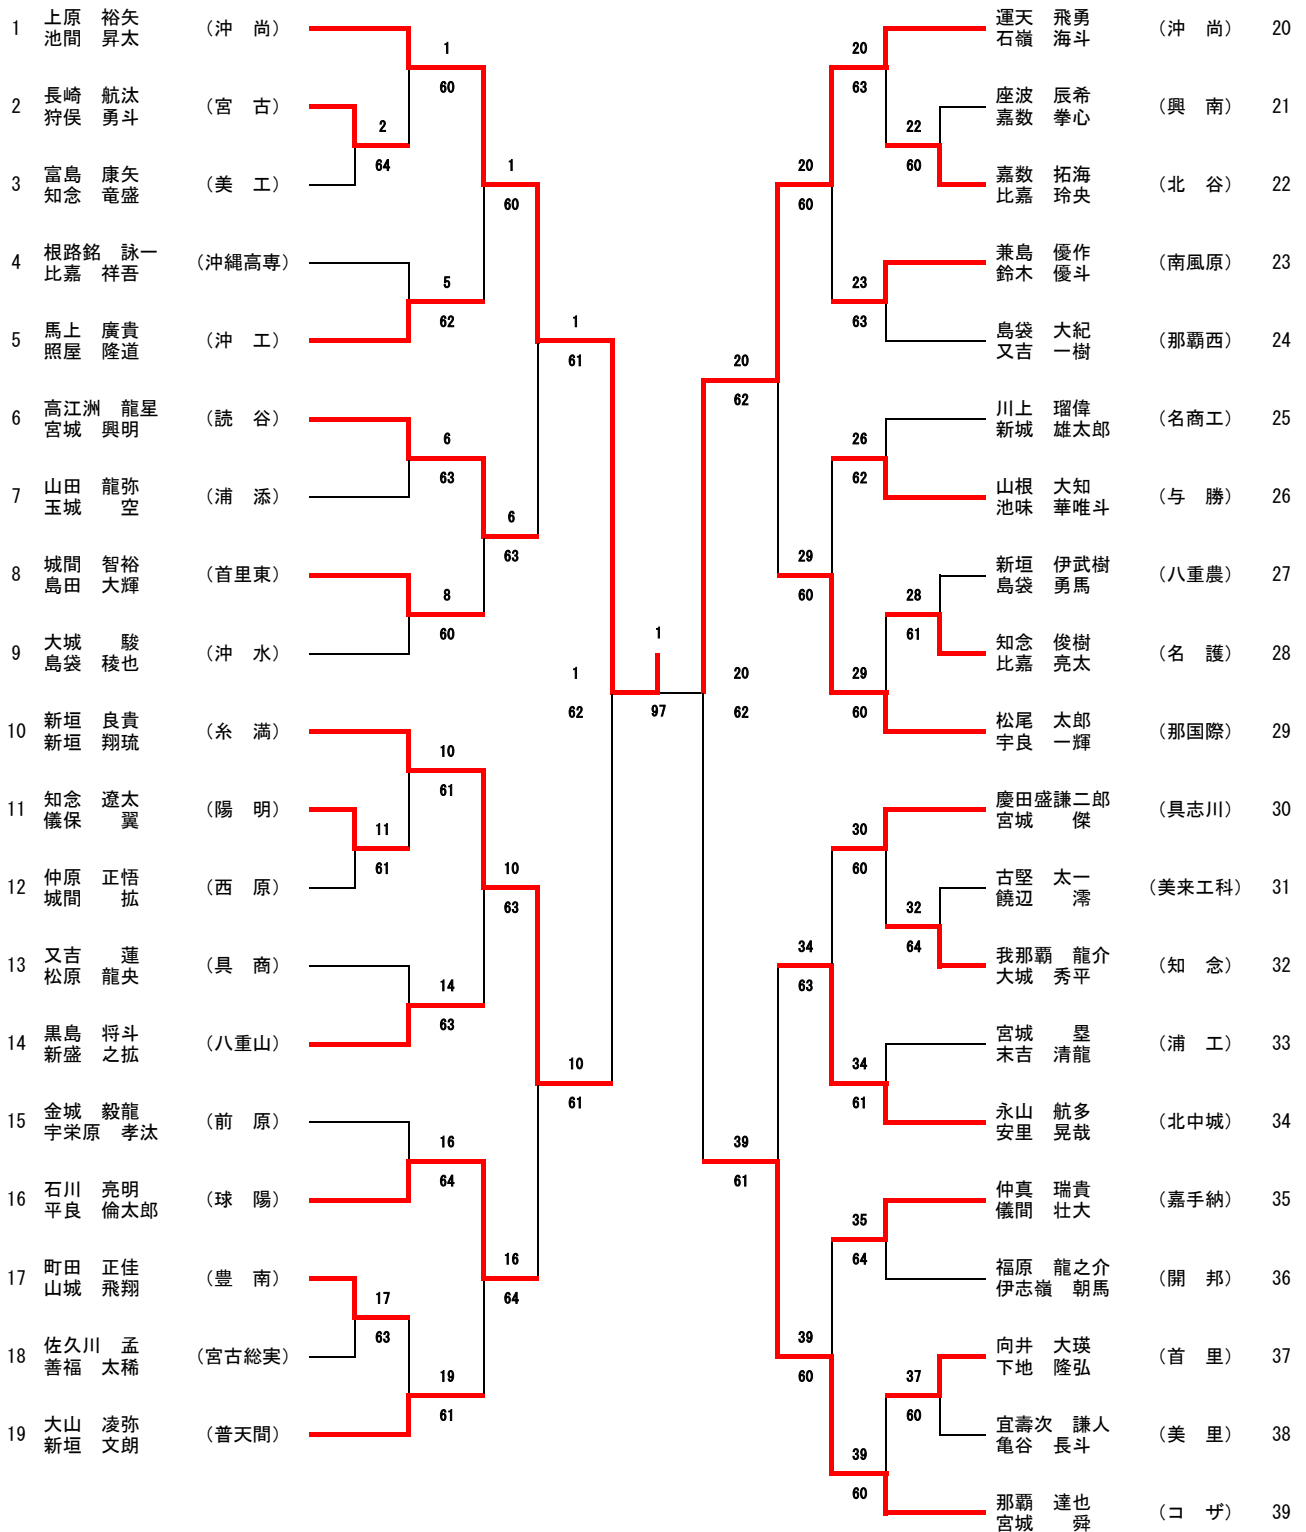 1 上原　裕矢 （沖　尚）
池間　昇太
2 長崎　航汰 （宮　古）
狩俣　勇斗
3 富島　康矢 （美　工）
知念　竜盛
4 根路銘　詠一 （沖縄高専）
比嘉　祥吾
5 馬上　廣貴 （沖　工）
照屋　隆道
6 高江洲　龍星 （読　谷）
宮城　興明
7 山田　龍弥 （浦　添）
玉城　　空
8 城間　智裕 （首里東）
島田　大輝
9 大城　　駿 （沖　水）
島袋　稜也
10 新垣　良貴 （糸　満）
新垣　翔琉
11 知念　遼太 （陽　明）
儀保　　翼
12 仲原　正悟 （西　原）
城間　　拡
13 又吉　　蓮 （具　商）
松原　龍央
14 黒島　将斗 （八重山）
新盛　之拡
15 金城　毅龍 （前　原）
宇栄原　孝汰
16 石川　亮明 （球　陽）
平良　倫太郎
17 町田　正佳 （豊　南）
山城　飛翔
18 佐久川　孟 （宮古総実）
善福　太稀
19 大山　凌弥 （普天間）
新垣　文朗
2
64
11
61
17
63
1
60
5
62
6
63
8
60
10
61
14
63
16
64
19
61
1
60
6
63
10
63
16
64
1
61
10
61
1
62
1
97
20
62
20
62
39
61
20
60
29
60
34
63
39
60
20
63
23
63
26
62
29
60
30
60
34
61
35
64
39
60
22
60
28
61
32
64
37
60
運天　飛勇 （沖　尚） 20
石嶺　海斗
座波　辰希 （興　南） 21
嘉数　拳心
嘉数　拓海 （北　谷） 22
比嘉　玲央
兼島　優作 （南風原） 23
鈴木　優斗
島袋　大紀 （那覇西） 24
又吉　一樹
川上　瑠偉 （名商工） 25
新城　雄太郎
山根　大知 （与　勝） 26
池味　華唯斗
新垣　伊武樹 （八重農） 27
島袋　勇馬
知念　俊樹 （名　護） 28
比嘉　亮太
松尾　太郎 （那国際） 29
宇良　一輝
慶田盛謙二郎 （具志川） 30
宮城　　傑
古堅　太一 （美来工科） 31
饒辺　　澪
我那覇　龍介 （知　念） 32
大城　秀平
宮城　　塁 （浦　工） 33
末吉　清龍
永山　航多 （北中城） 34
安里　晃哉
仲真　瑞貴 （嘉手納） 35
儀間　壮大
福原　龍之介 （開　邦） 36
伊志嶺　朝馬
向井　大瑛 （首　里） 37
下地　隆弘
宜壽次　謙人 （美　里） 38
亀谷　長斗
那覇　達也 （コ　ザ） 39
宮城　　舜